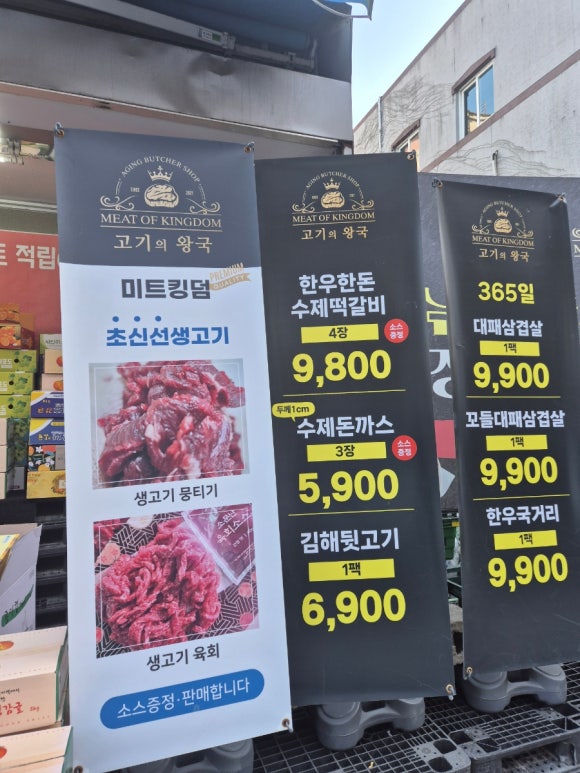 AGING BUTCHER SHOP
MEAT OF KINGDOM
고기의 왕국
미트킹덤
PREMIUM
QUALITY
초신선생고기
생고기 뭉티기
생고기 육회
소스증정·판매합니다
AGING BUTCHER SHOP
MEAT OF KINGDOM
고기의 왕국
한우한돈
수제떡갈비
4장
소스
증정
9,800
두께1cm
수제돈까스
3장
소스
증정
5,900
김해뒷고기
1팩
6,900
AGING BUTCHER SHOP
MEAT OF KINGDOM
고기의 왕국
365일
대패삼겹살
1팩
9,900
꼬들대패삼겹살
1팩
9,900
한우국거리
1팩
9,900
적립